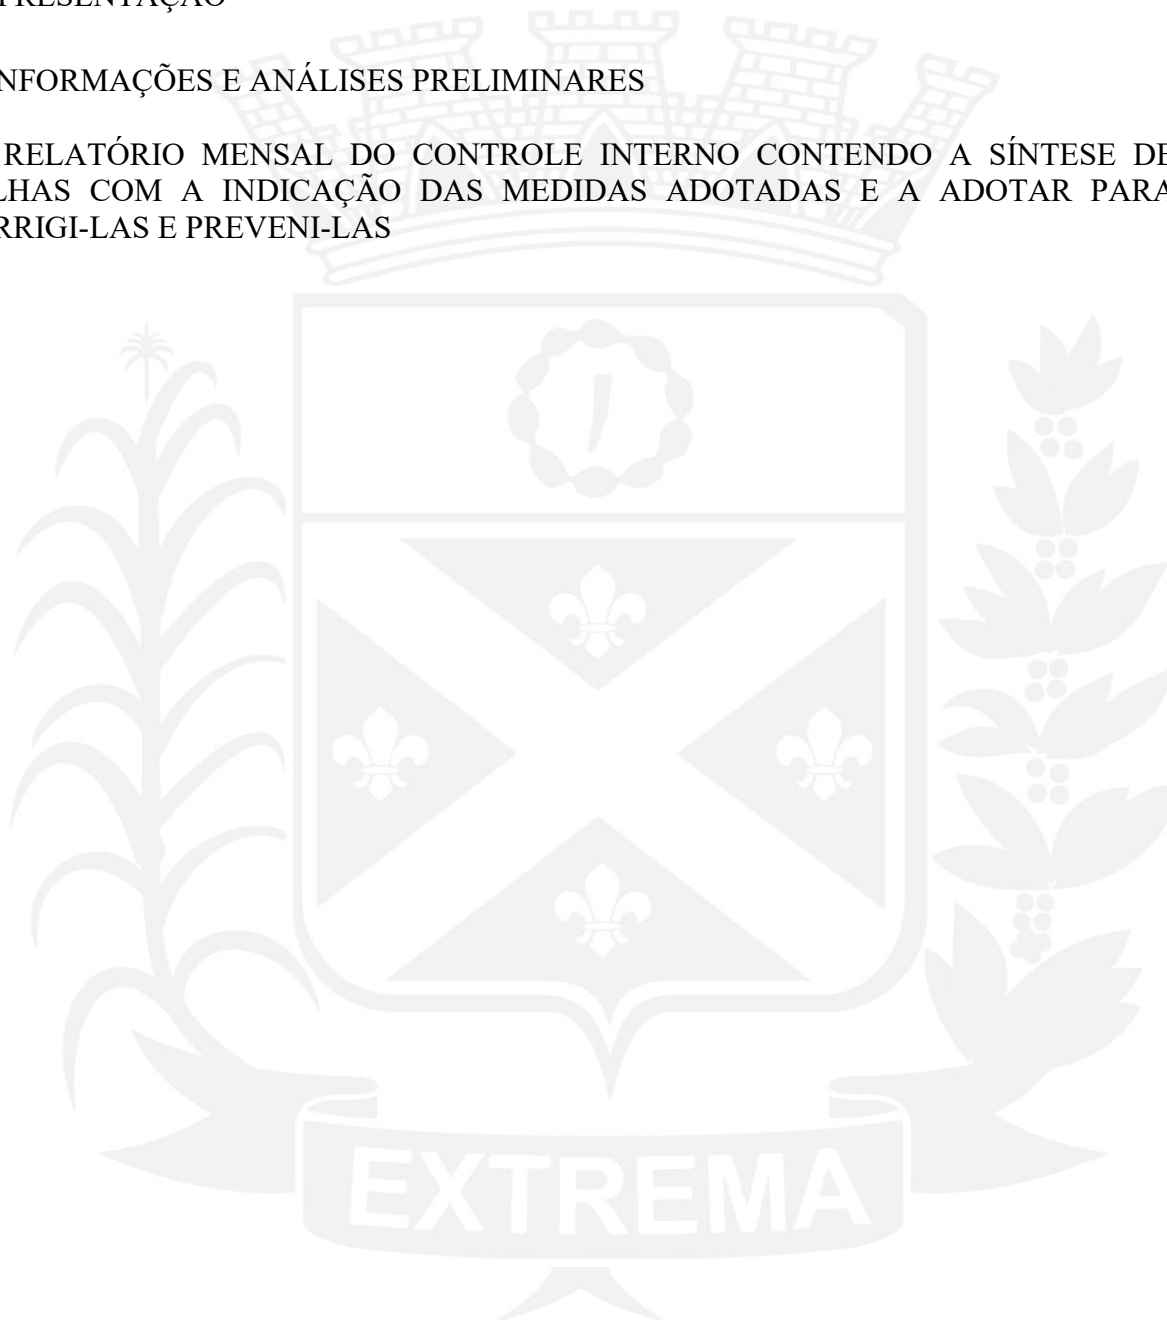 PRESENTAÇÃO
NFORMAÇÕES E ANÁLISES PRELIMINARES
RELATÓRIO MENSAL DO CONTROLE INTERNO CONTENDO A SÍNTESE DE
LHAS COM A INDICAÇÃO DAS MEDIDAS ADOTADAS E A ADOTAR PARA
RRIGI-LAS E PREVENI-LAS
EXTREMA